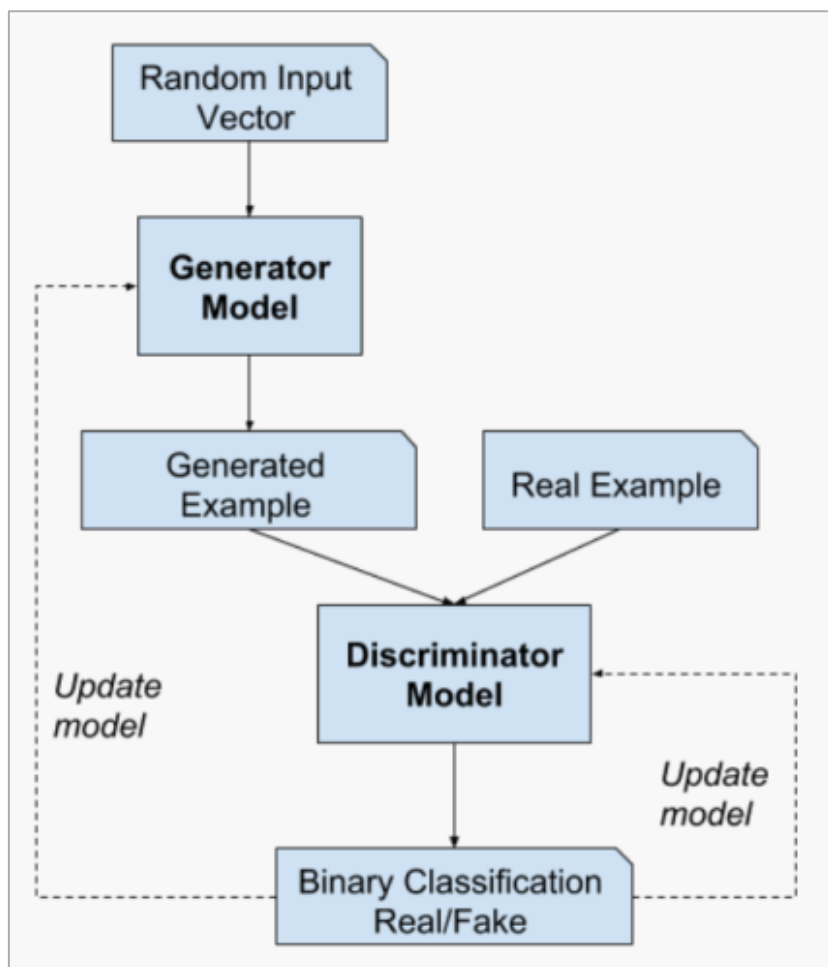 Random Input
Vector
Generator
Model
Generated
Example
Real Example
Discriminator
Model
Update
model
Update
model
Binary Classification
Real/Fake